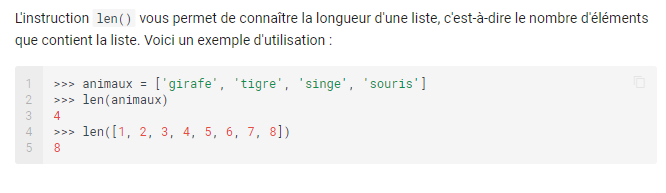 L'instruction len() vous permet de connaître la longueur d'une liste, c'est-à-dire le nombre d'éléments
que contient la liste. Voici un exemple d'utilisation :
1 >>> animaux = ['girafe', 'tigre', 'singe', 'souris']
2 >>> len(animaux)
3 4
4 >>> len([1, 2, 3, 4, 5, 6, 7, 8])
5 8